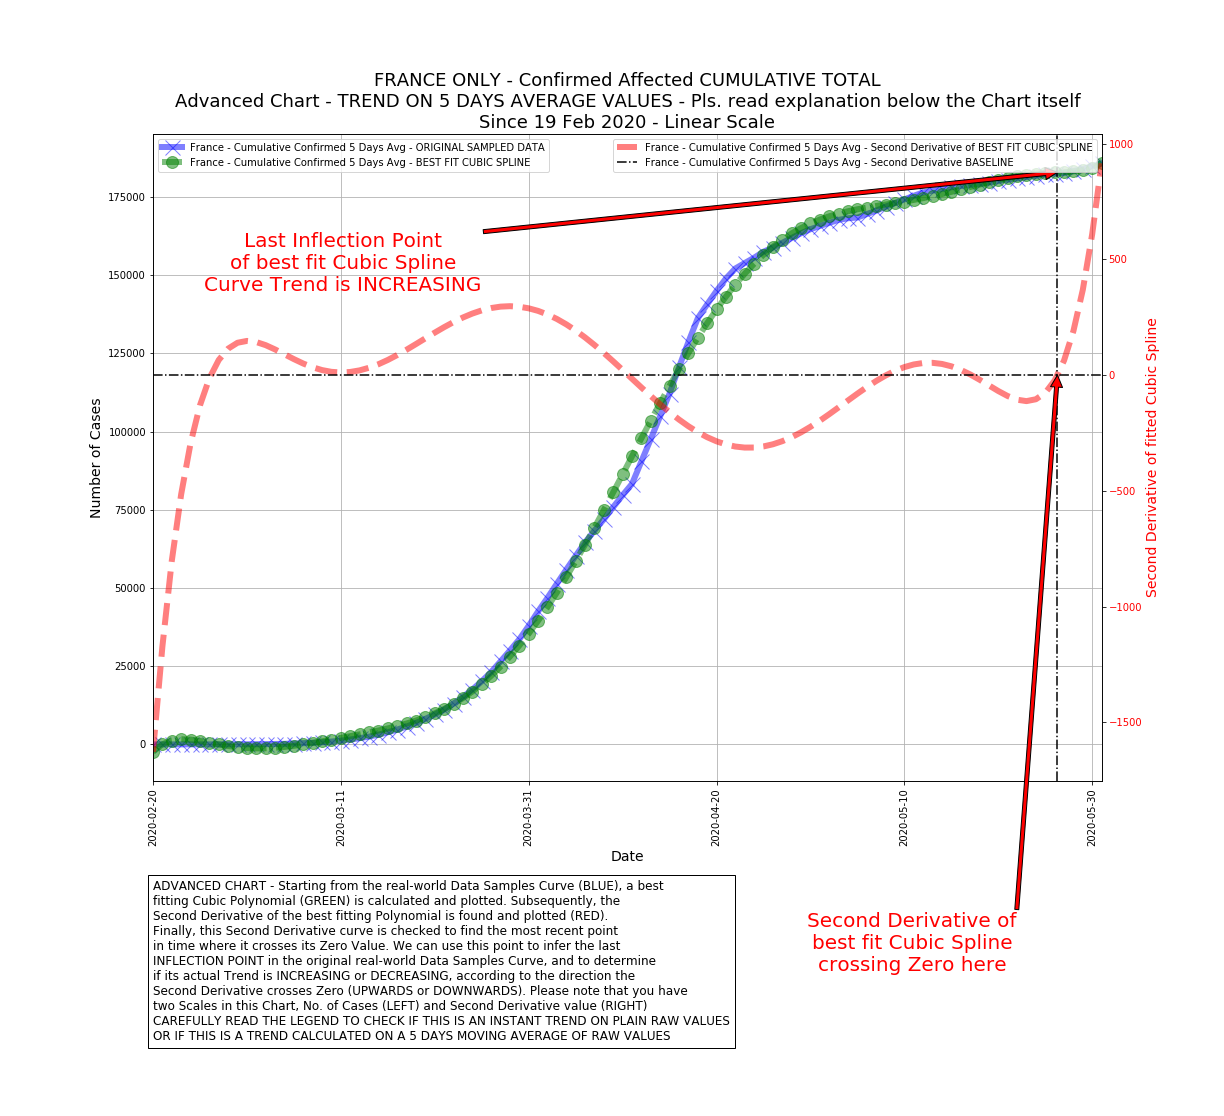 FRANCE ONLY - Confirmed Affected CUMULATIVE TOTAL
Advanced Chart - TREND ON 5 DAYS AVERAGE VALUES - Pls. read explanation below the Chart itself
Since 19 Feb 2020 - Linear Scale
France - Cumulative Confirmed 5 Days Avg - ORIGINAL SAMPLED DATA
France - Cumulative Confirmed 5 Days Avg - BEST FIT CUBIC SPLINE
France - Cumulative Confirmed 5 Days Avg - Second Derivative of BEST FIT CUBIC SPLINE
France - Cumulative Confirmed 5 Days Avg - Second Derivative BASELINE
Last Inflection Point
of best fit Cubic Spline
Curve Trend is INCREASING
Number of Cases
175000
150000
125000
100000
75000
50000
25000
0
1000
500
0
−500
−1000
−1500
Second Derivative of fitted Cubic Spline
2020-02-20
2020-03-11
2020-03-31
2020-04-20
2020-05-10
2020-05-30
Date
ADVANCED CHART - Starting from the real-world Data Samples Curve (BLUE), a best
fitting Cubic Polynomial (GREEN) is calculated and plotted. Subsequently, the
Second Derivative of the best fitting Polynomial is found and plotted (RED).
Finally, this Second Derivative curve is checked to find the most recent point
in time where it crosses its Zero Value. We can use this point to infer the last
INFLECTION POINT in the original real-world Data Samples Curve, and to determine
if its actual Trend is INCREASING or DECREASING, according to the direction the
Second Derivative crosses Zero (UPWARDS or DOWNWARDS). Please note that you have
two Scales in this Chart, No. of Cases (LEFT) and Second Derivative value (RIGHT)
CAREFULLY READ THE LEGEND TO CHECK IF THIS IS AN INSTANT TREND ON PLAIN RAW VALUES
OR IF THIS IS A TREND CALCULATED ON A 5 DAYS MOVING AVERAGE OF RAW VALUES
Second Derivative of
best fit Cubic Spline
crossing Zero here